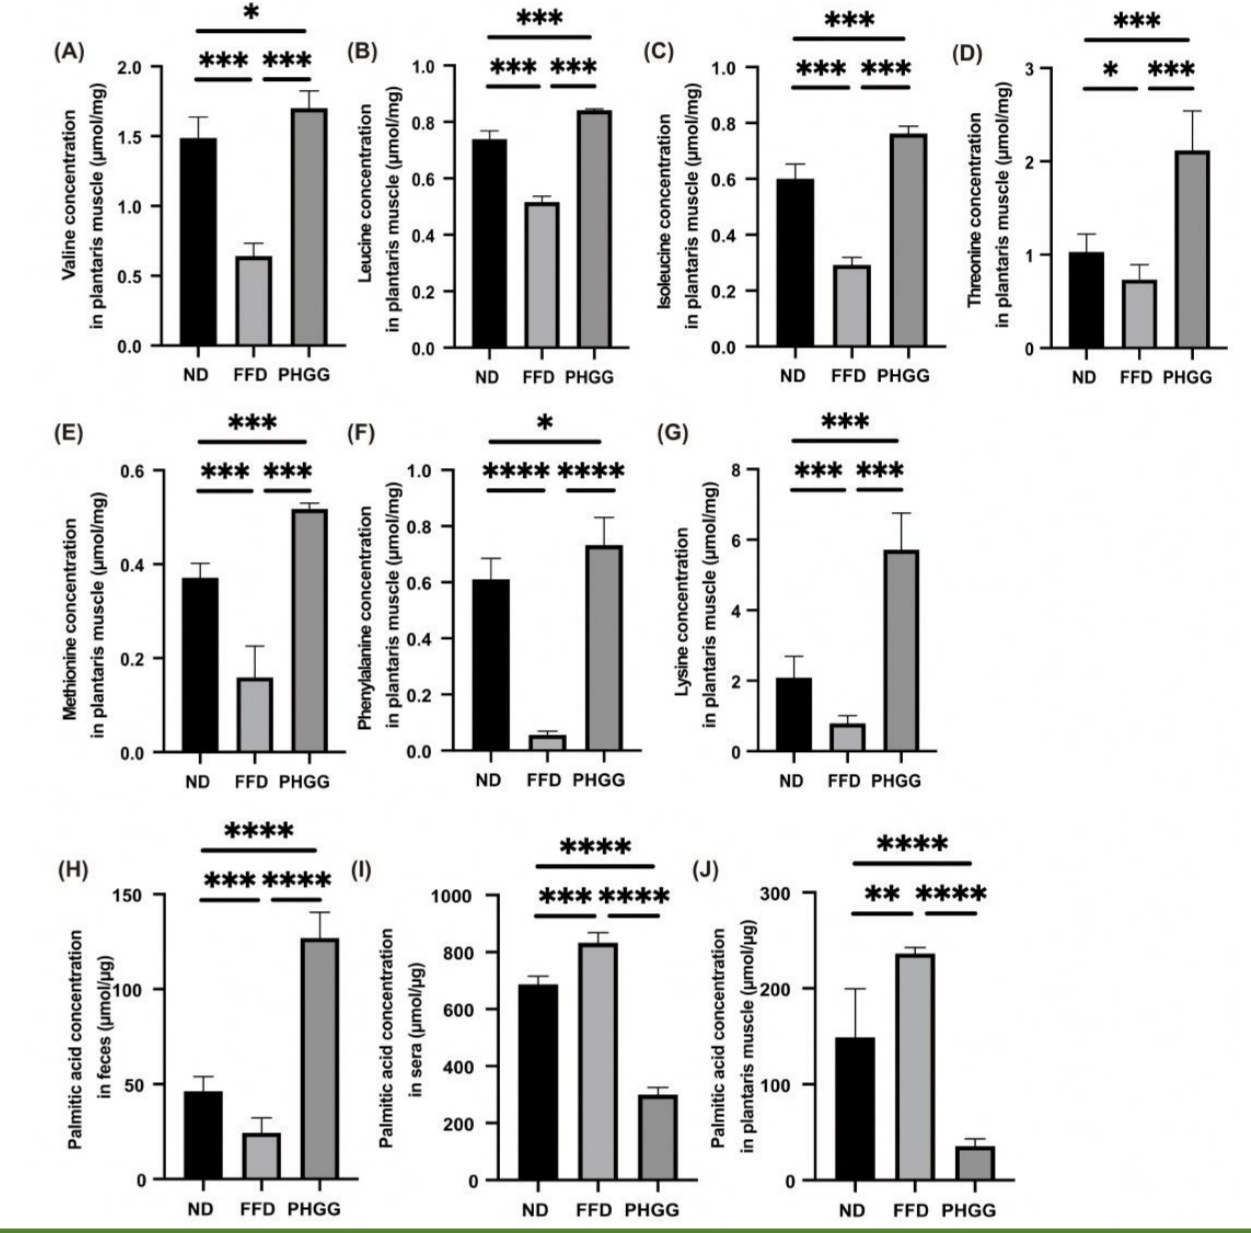 *
(A)
*** ***
Valine concentration
in plantaris muscle (μmol/mg)
2.0
1.5
1.0
0.5
0.0
ND FFD PHGG
***
(B)
*** ***
Leucine concentration
in plantaris muscle (μmol/mg)
1.0
0.8
0.6
0.4
0.2
0.0
ND FFD PHGG
***
(C)
*** ***
Isoleucine concentration
in plantaris muscle (μmol/mg)
1.0
0.8
0.6
0.4
0.2
0.0
ND FFD PHGG
***
(D)
* ***
Threonine concentration
in plantaris muscle (μmol/mg)
3
2
1
0
ND FFD PHGG
***
(E)
*** ***
Methionine concentration
in plantaris muscle (μmol/mg)
0.6
0.4
0.2
0.0
ND FFD PHGG
*
(F)
**** ****
Phenylalanine concentration
in plantaris muscle (μmol/mg)
1.0
0.8
0.6
0.4
0.2
0.0
ND FFD PHGG
***
(G)
*** ***
Lysine concentration
in plantaris muscle (μmol/mg)
8
6
4
2
0
ND FFD PHGG
****
(H)
*** ****
Palmitic acid concentration
in feces (μmol/μg)
150
100
50
0
ND FFD PHGG
****
(I)
*** ****
Palmitic acid concentration
in sera (μmol/μg)
1000
800
600
400
200
0
ND FFD PHGG
****
(J)
** ****
Palmitic acid concentration
in plantaris muscle (μmol/μg)
300
200
100
0
ND FFD PHGG